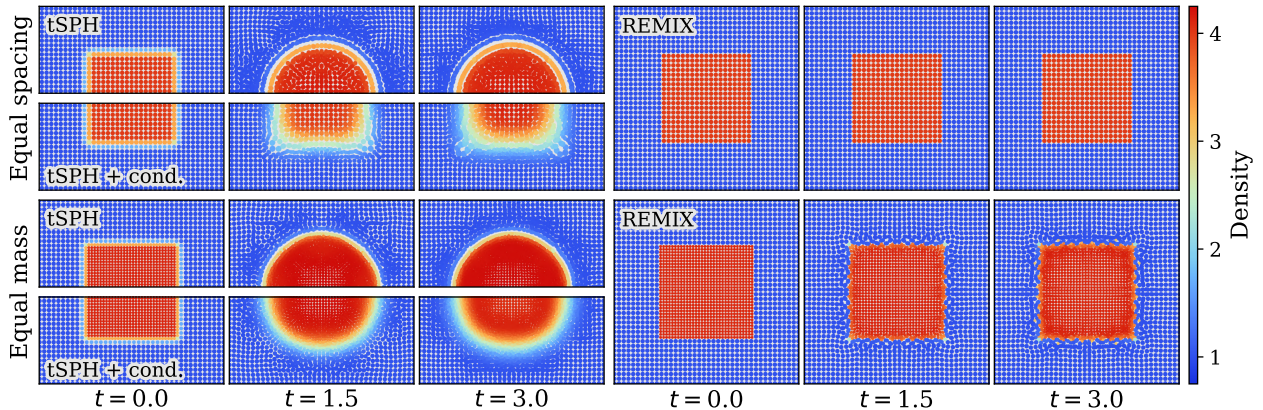 Equal spacing
tSPH
tSPH + cond.
REMIX
Equal mass
tSPH
tSPH + cond.
REMIX
t = 0.0
t = 1.5
t = 3.0
t = 0.0
t = 1.5
t = 3.0
4
3
2
1
Density